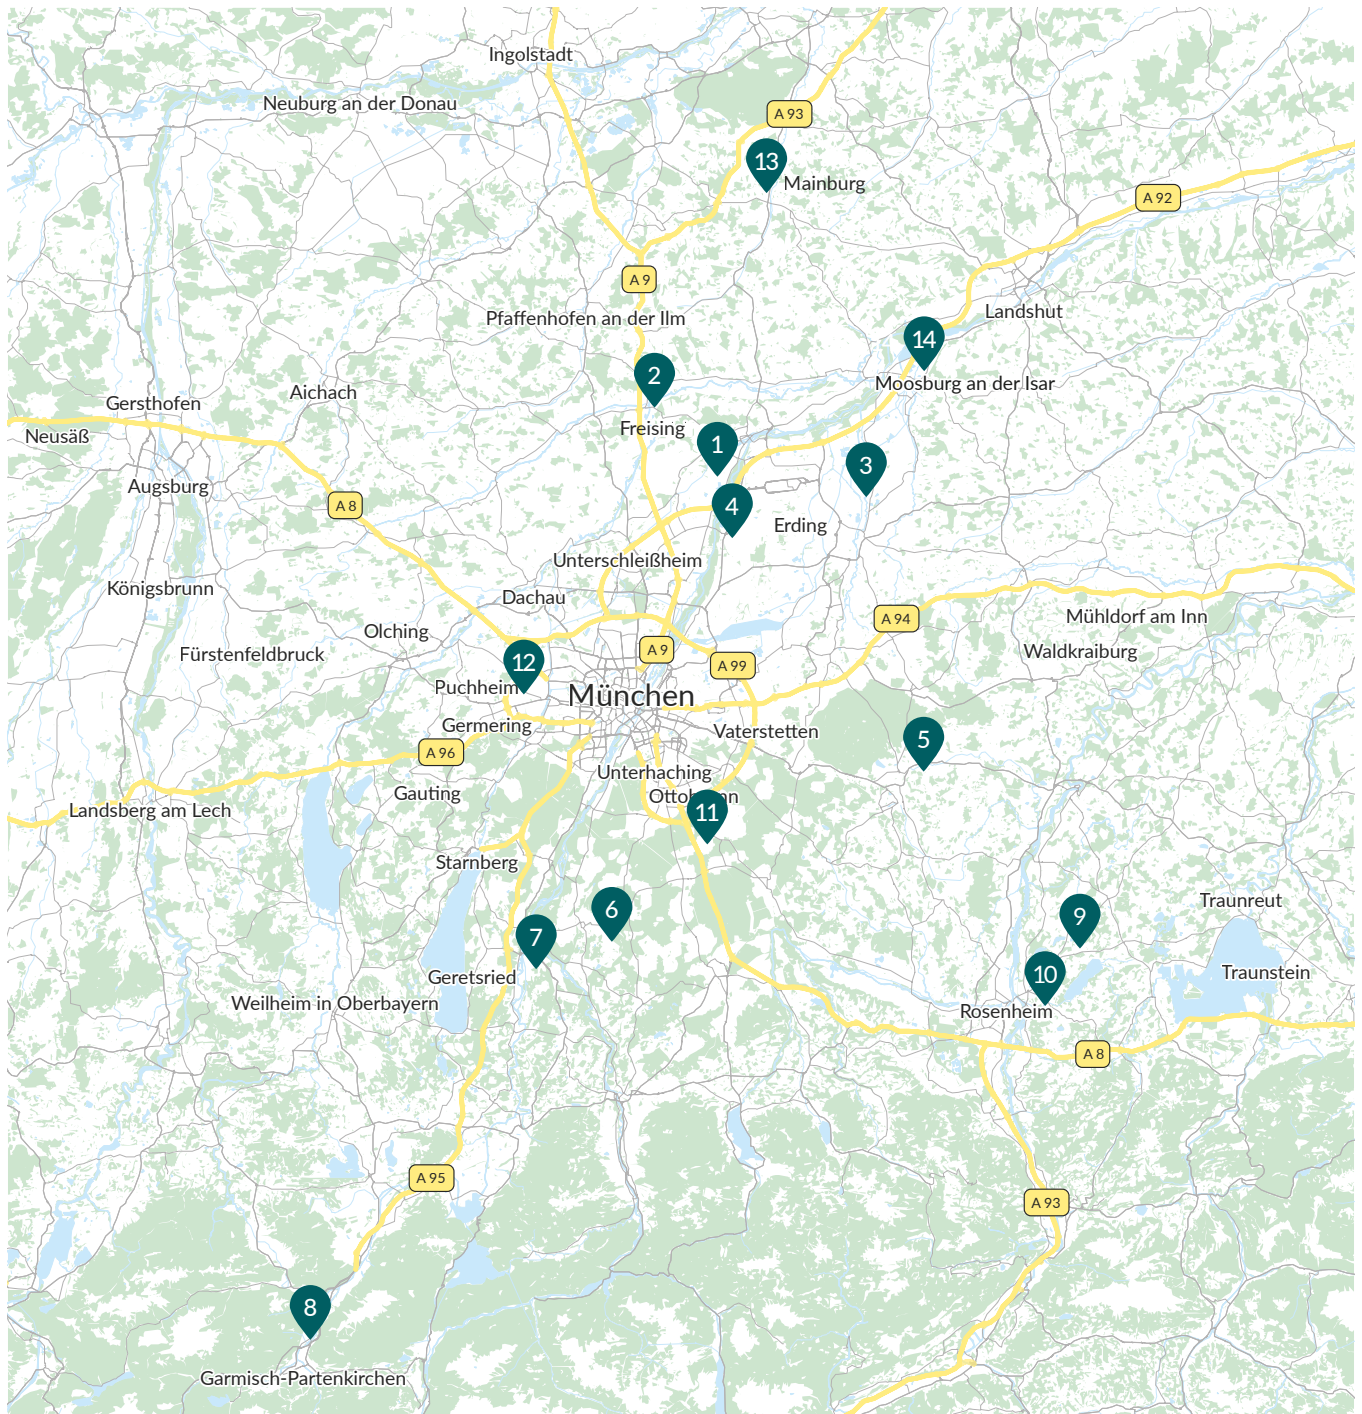 Ingolstadt
Neuburg an der Donau
A 93
13
Mainburg
A 92
A 9
Landshut
Pfaffenhofen an der Ilm
14
2
Moosburg an der Isar
Aichach
Gersthofen
Freising
Neusäß
1
3
Augsburg
A 8
4
Erding
Unterschleißheim
Königsbrunn
Dachau
Mühldorf am Inn
A 94
Olching
Waldkraiburg
Fürstenfeldbruck
A 9
12
A 99
Puchheim
München
Germering
Vaterstetten
5
A 96
Unterhaching
Gauting
Landsberg am Lech
11
Starnberg
Traunreut
6
9
7
Traunstein
Geretsried
10
Weilheim in Oberbayern
Rosenheim
A 8
A 95
A 93
8
Garmisch-Partenkirchen